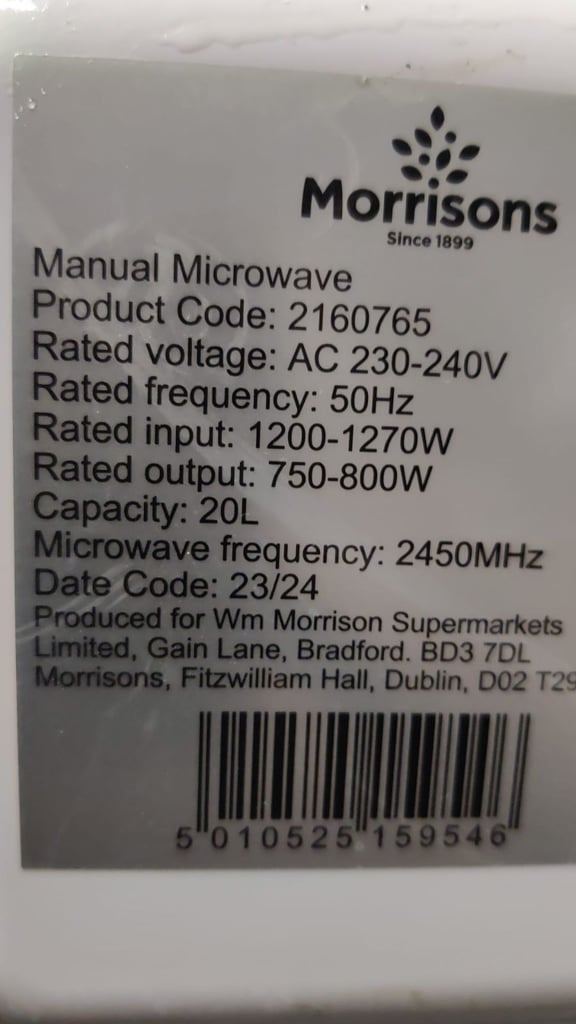 Morrisons
Since 1899
Manual Microwave
Product Code: 2160765
Rated voltage: AC 230-240V
Rated frequency: 50Hz
Rated input: 1200-1270W
Rated output: 750-800W
Capacity: 20L
Microwave frequency: 2450MHz
Date Code: 23/24
Produced for Wm Morrison Supermarkets
Limited, Gain Lane, Bradford. BD3 7DL
Morrisons, Fitzwilliam Hall, Dublin, D02
5 010525 159546